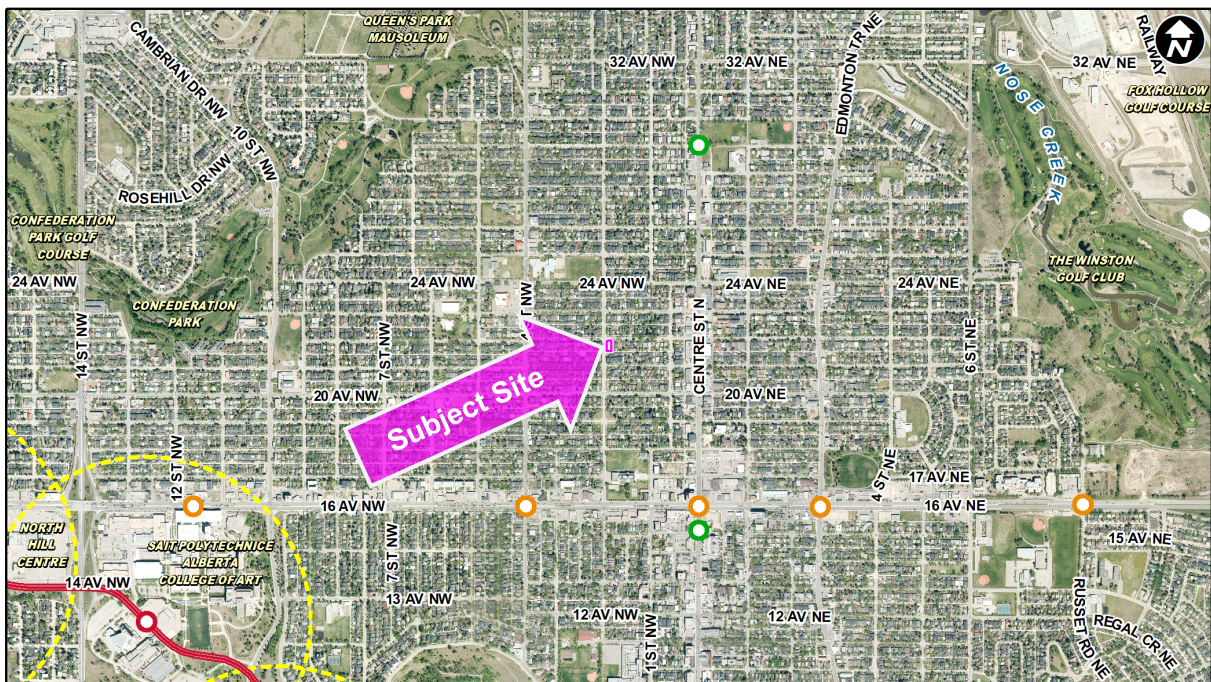 QUEEN'S PARK
MAUSOLEUM
N
CAMBRIAN DR NW
32 AV NW
32 AV NE
EDMONTON TR NE
RAILWAY
32 AV NE
NOSE CREEK
FOX HOLLOW
GOLF COURSE
10 ST NW
ROSEHILL DR NW
CONFEDERATION
PARK GOLF
COURSE
THE WINSTON
GOLF CLUB
24 AV NW
24 AV NW
24 AV NW
24 AV NE
24 AV NE
CONFEDERATION
PARK
14 ST NW
7 ST NW
NW
CENTRE ST N
6 ST NE
Subject Site
20 AV NW
20 AV NE
12 ST NW
4 ST NE
17 AV NE
16 AV NW
16 AV NE
NORTH
HILL
CENTRE
SAIT POLYTECHNICE
ALBERTA
COLLEGE OF ART
7 ST NW
15 AV NE
14 AV NW
13 AV NW
12 AV NW
12 AV NE
1 ST NW
RUSSET RD NE
REGAL CR NE